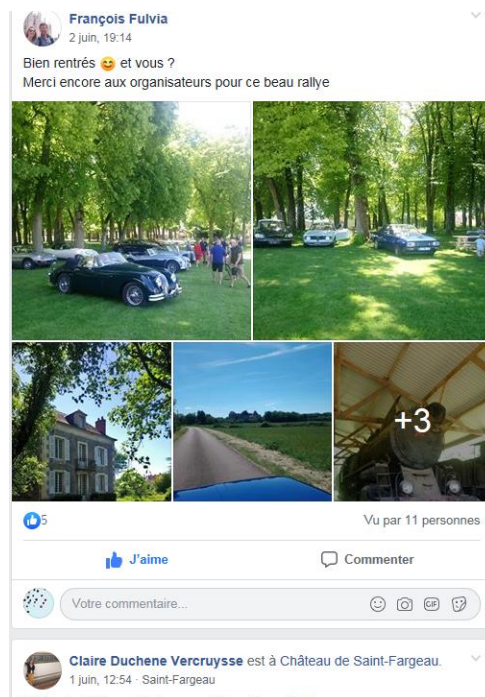 François Fulvia
2 juin, 19:14
Bien rentrés 😊 et vous ?
Merci encore aux organisateurs pour ce beau rallye
+3
5
Vu par 11 personnes
J'aime
Commenter
Votre commentaire...
GIF
Claire Duchene Vercruysse est à Château de Saint-Fargeau.
1 juin, 12:54 · Saint-Fargeau